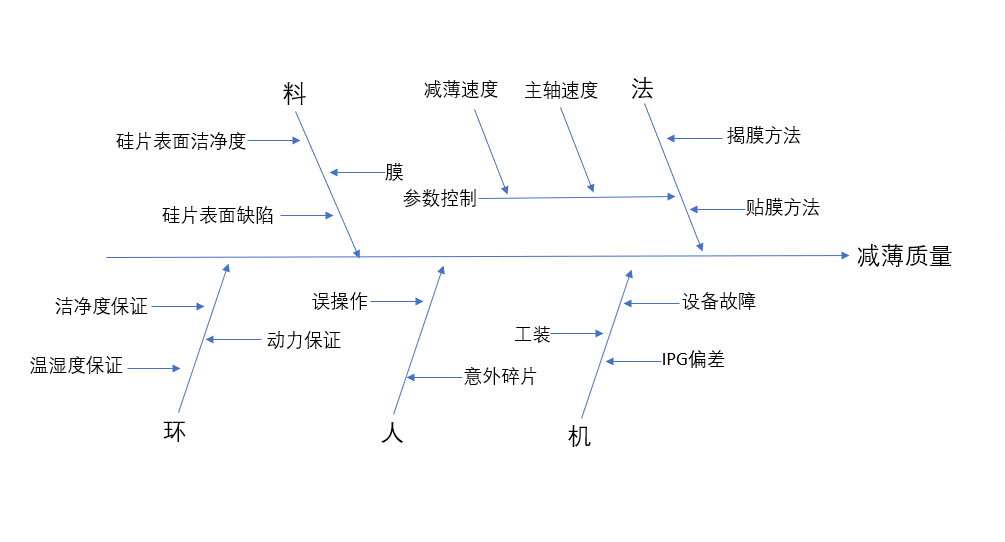 减薄速度
主轴速度
法
料
揭膜方法
硅片表面洁净度
膜
参数控制
贴膜方法
硅片表面缺陷
减薄质量
洁净度保证
误操作
设备故障
动力保证
工装
温湿度保证
IPG偏差
意外碎片
环
人
机